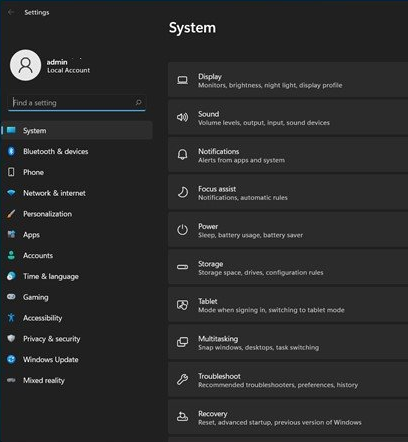 Settings
System
admin
Local Account
Find a setting
System
Bluetooth & devices
Phone
Network & internet
Personalization
Apps
Accounts
Time & language
Gaming
Accessibility
Privacy & security
Windows Update
Mixed reality
Display
Monitors, brightness, night light, display profile
Sound
Volume levels, output, input, sound devices
Notifications
Alerts from apps and system
Focus assist
Notifications, automatic rules
Power
Sleep, battery usage, battery saver
Storage
Storage space, drives, configuration rules
Tablet
Mode when signing in, switching to tablet mode
Multitasking
Snap windows, desktops, task switching
Troubleshoot
Recommended troubleshooters, preferences, history
Recovery
Reset, advanced startup, previous version of Windows